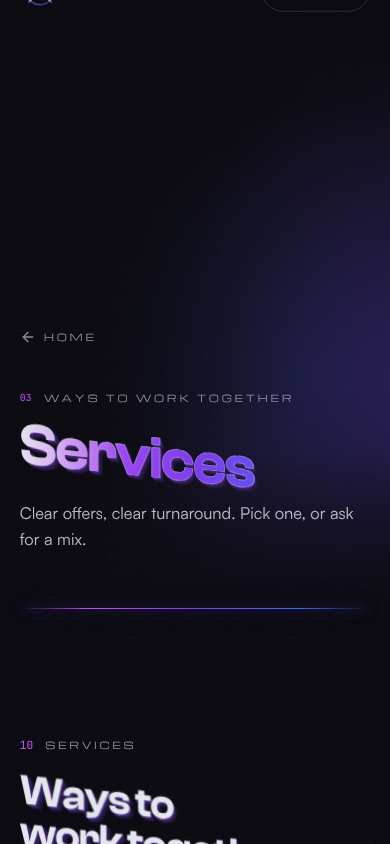 HOME
03 WAYS TO WORK TOGETHER
Services
Clear offers, clear turnaround. Pick one, or ask
for a mix.
10 SERVICES
Ways to
work